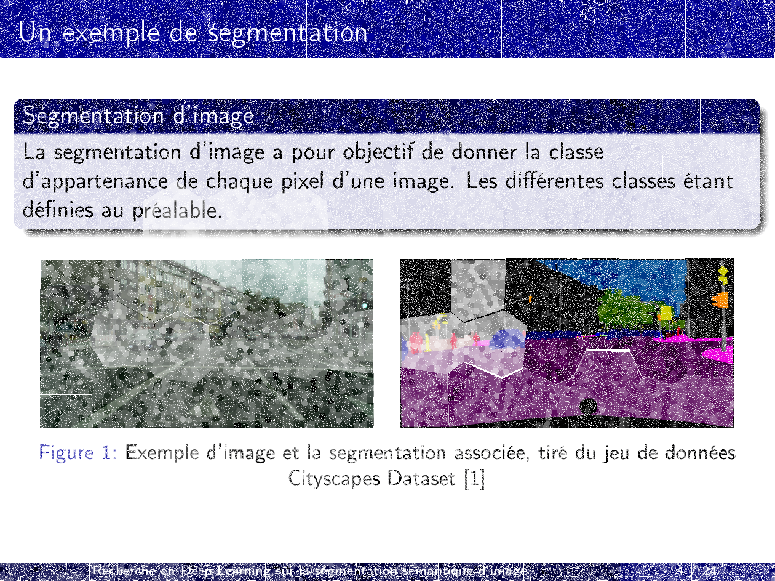 Un exemple de segmentation
Segmentation d'image
La segmentation d'image a pour objectif de donner la classe
d'appartenance de chaque pixel d'une image. Les différentes classes étant
définies au préalable.
Figure 1: Exemple d'image et la segmentation associée, tiré du jeu de données
Cityscapes Dataset [1]
Recherche en Deep Learning sur la segmentation sémantique d'image